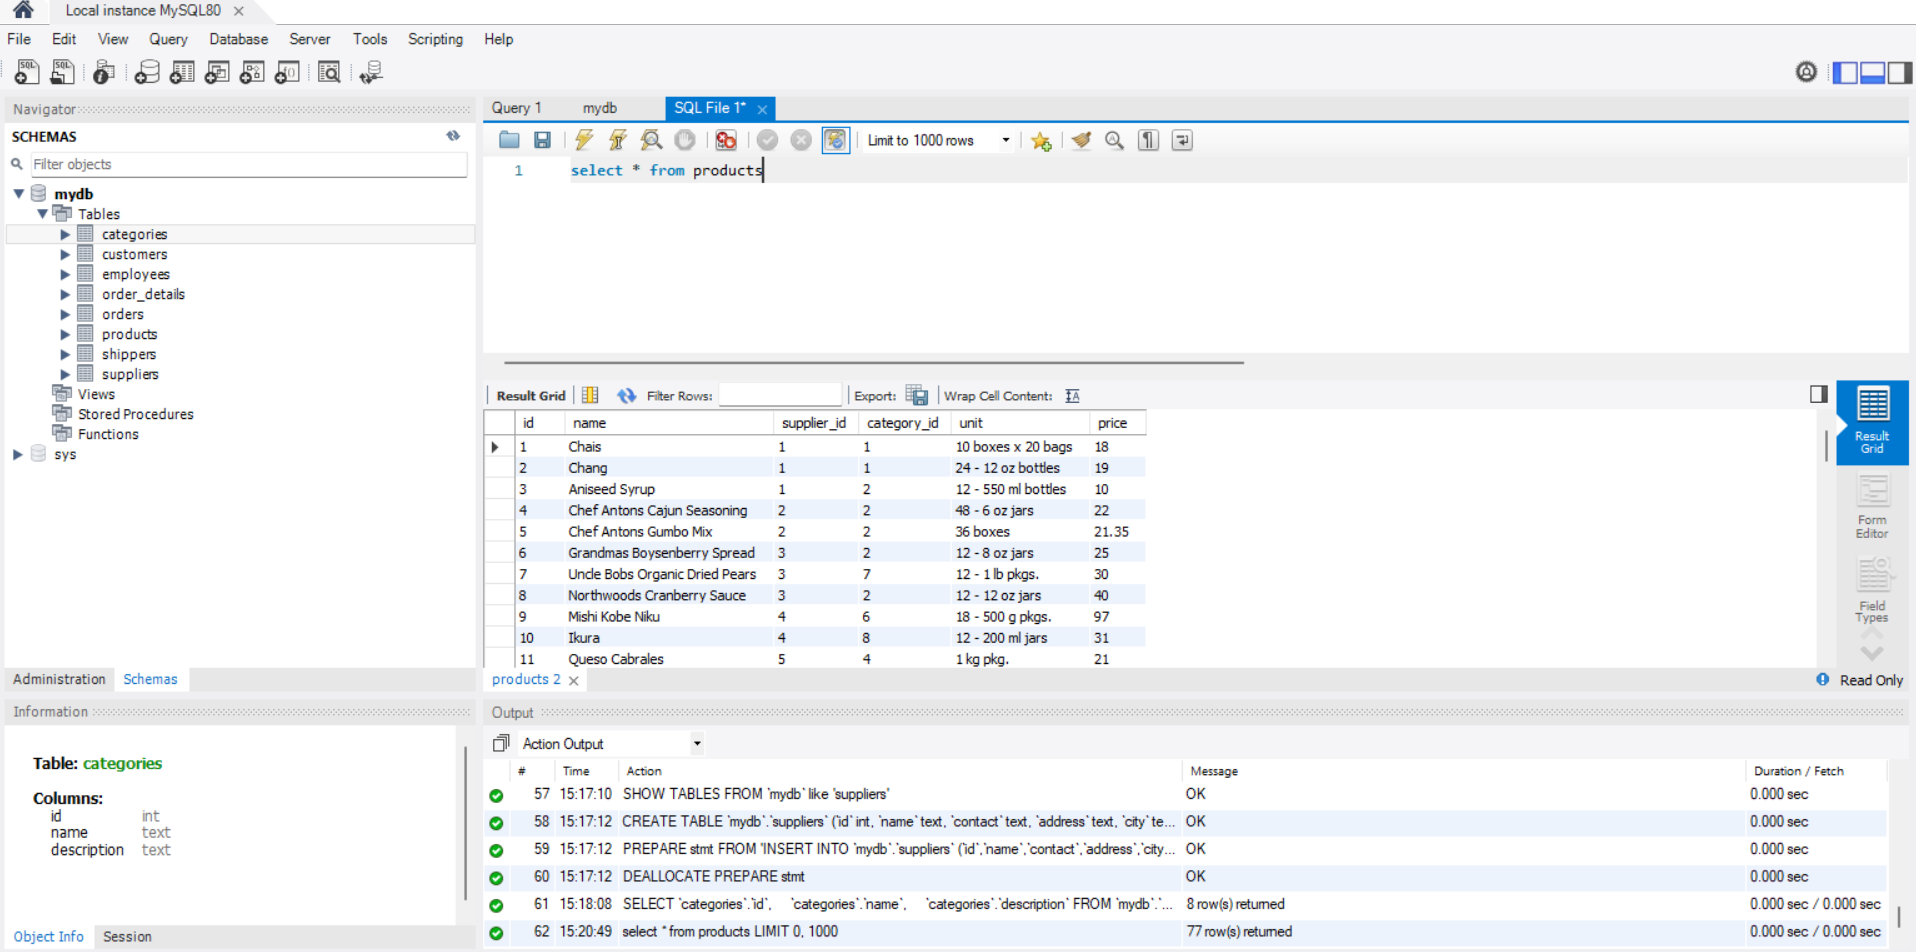 Local instance MySQL80
File Edit View Query Database Server Tools Scripting Help
Navigator
SCHEMAS
Filter objects
mydb
Tables
categories
customers
employees
order_details
orders
products
shippers
suppliers
Views
Stored Procedures
Functions
sys
Administration Schemas
Information
Table: categories
Columns:
id int
name text
description text
Object Info Session
Query 1 mydb SQL File 1*
Limit to 1000 rows
1 select * from products
Result Grid Filter Rows: Export: Wrap Cell Content:
id name supplier_id category_id unit price
1 Chais 1 1 10 boxes x 20 bags 18
2 Chang 1 1 24 - 12 oz bottles 19
3 Aniseed Syrup 1 2 12 - 550 ml bottles 10
4 Chef Antons Cajun Seasoning 2 2 48 - 6 oz jars 22
5 Chef Antons Gumbo Mix 2 2 36 boxes 21.35
6 Grandmas Boysenberry Spread 3 2 12 - 8 oz jars 25
7 Uncle Bobs Organic Dried Pears 3 7 12 - 1 lb pkgs. 30
8 Northwoods Cranberry Sauce 3 2 12 - 12 oz jars 40
9 Mishi Kobe Niku 4 6 18 - 500 g pkgs. 97
10 Ikura 4 8 12 - 200 ml jars 31
11 Queso Cabrales 5 4 1 kg pkg. 21
Result
Grid
Form
Editor
Field
Types
products 2
Read Only
Output
Action Output
# Time Action Message Duration / Fetch
57 15:17:10 SHOW TABLES FROM `mydb` like 'suppliers' OK 0.000 sec
58 15:17:12 CREATE TABLE `mydb`.`suppliers` (`id` int, `name` text, `contact` text, `address` text, `city` te... OK 0.000 sec
59 15:17:12 PREPARE stmt FROM 'INSERT INTO `mydb`.`suppliers` (`id`,`name`,`contact`,`address`,`city... OK 0.000 sec
60 15:17:12 DEALLOCATE PREPARE stmt OK 0.000 sec
61 15:18:08 SELECT `categories`.`id`, `categories`.`name`, `categories`.`description` FROM `mydb`.`... 8 row(s) returned 0.000 sec / 0.000 sec
62 15:20:49 select * from products LIMIT 0, 1000 77 row(s) returned 0.000 sec / 0.000 sec